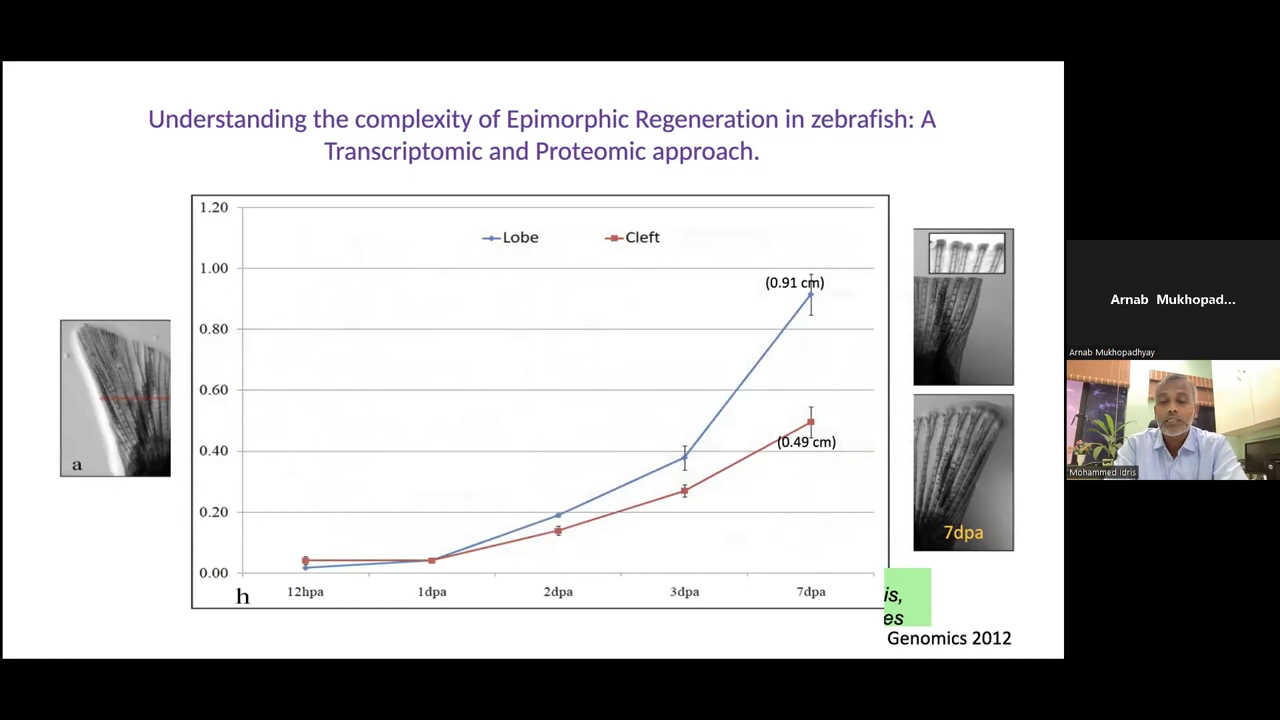 Understanding the complexity of Epimorphic Regeneration in zebrafish: A
Transcriptomic and Proteomic approach.
1.20
1.00
0.80
0.60
0.40
0.20
0.00
Lobe
Cleft
(0.91 cm)
(0.49 cm)
h
12hpa
1dpa
2dpa
3dpa
7dpa
a
7dpa
is,
es
Genomics 2012
Arnab Mukhopad...
Arnab Mukhopadhyay
Mohammed Idris